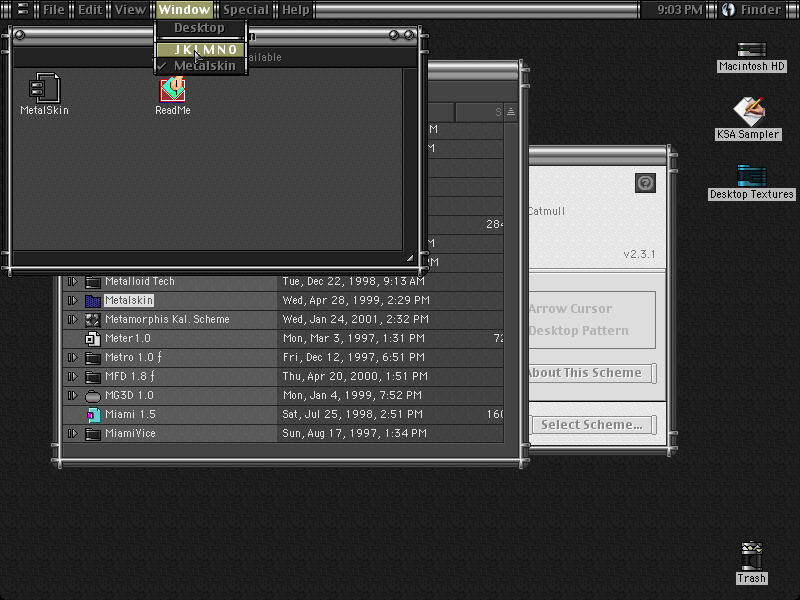 File Edit View Window Special Help 9:03 PM Finder
Desktop
J K L M N O
✓ Metalskin
ailable
MetalSkin
ReadMe
Macintosh HD
KSA Sampler
Desktop Textures
Trash
S
M
M
284
M
M
Metalloid Tech Tue, Dec 22, 1998, 9:13 AM
Metalskin Wed, Apr 28, 1999, 2:29 PM
Metamorphis Kal. Scheme Wed, Jan 24, 2001, 2:32 PM
Meter1.0 Mon, Mar 3, 1997, 1:31 PM 72
Metro 1.0 ƒ Fri, Dec 12, 1997, 6:51 PM
MFD 1.8 ƒ Thu, Apr 20, 2000, 1:51 PM
MG3D 1.0 Mon, Jan 4, 1999, 7:52 PM
Miami 1.5 Sat, Jul 25, 1998, 2:51 PM 160
MiamiVice Sun, Aug 17, 1997, 1:34 PM
Catmull
v2.3.1
Arrow Cursor
Desktop Pattern
About This Scheme
Select Scheme...